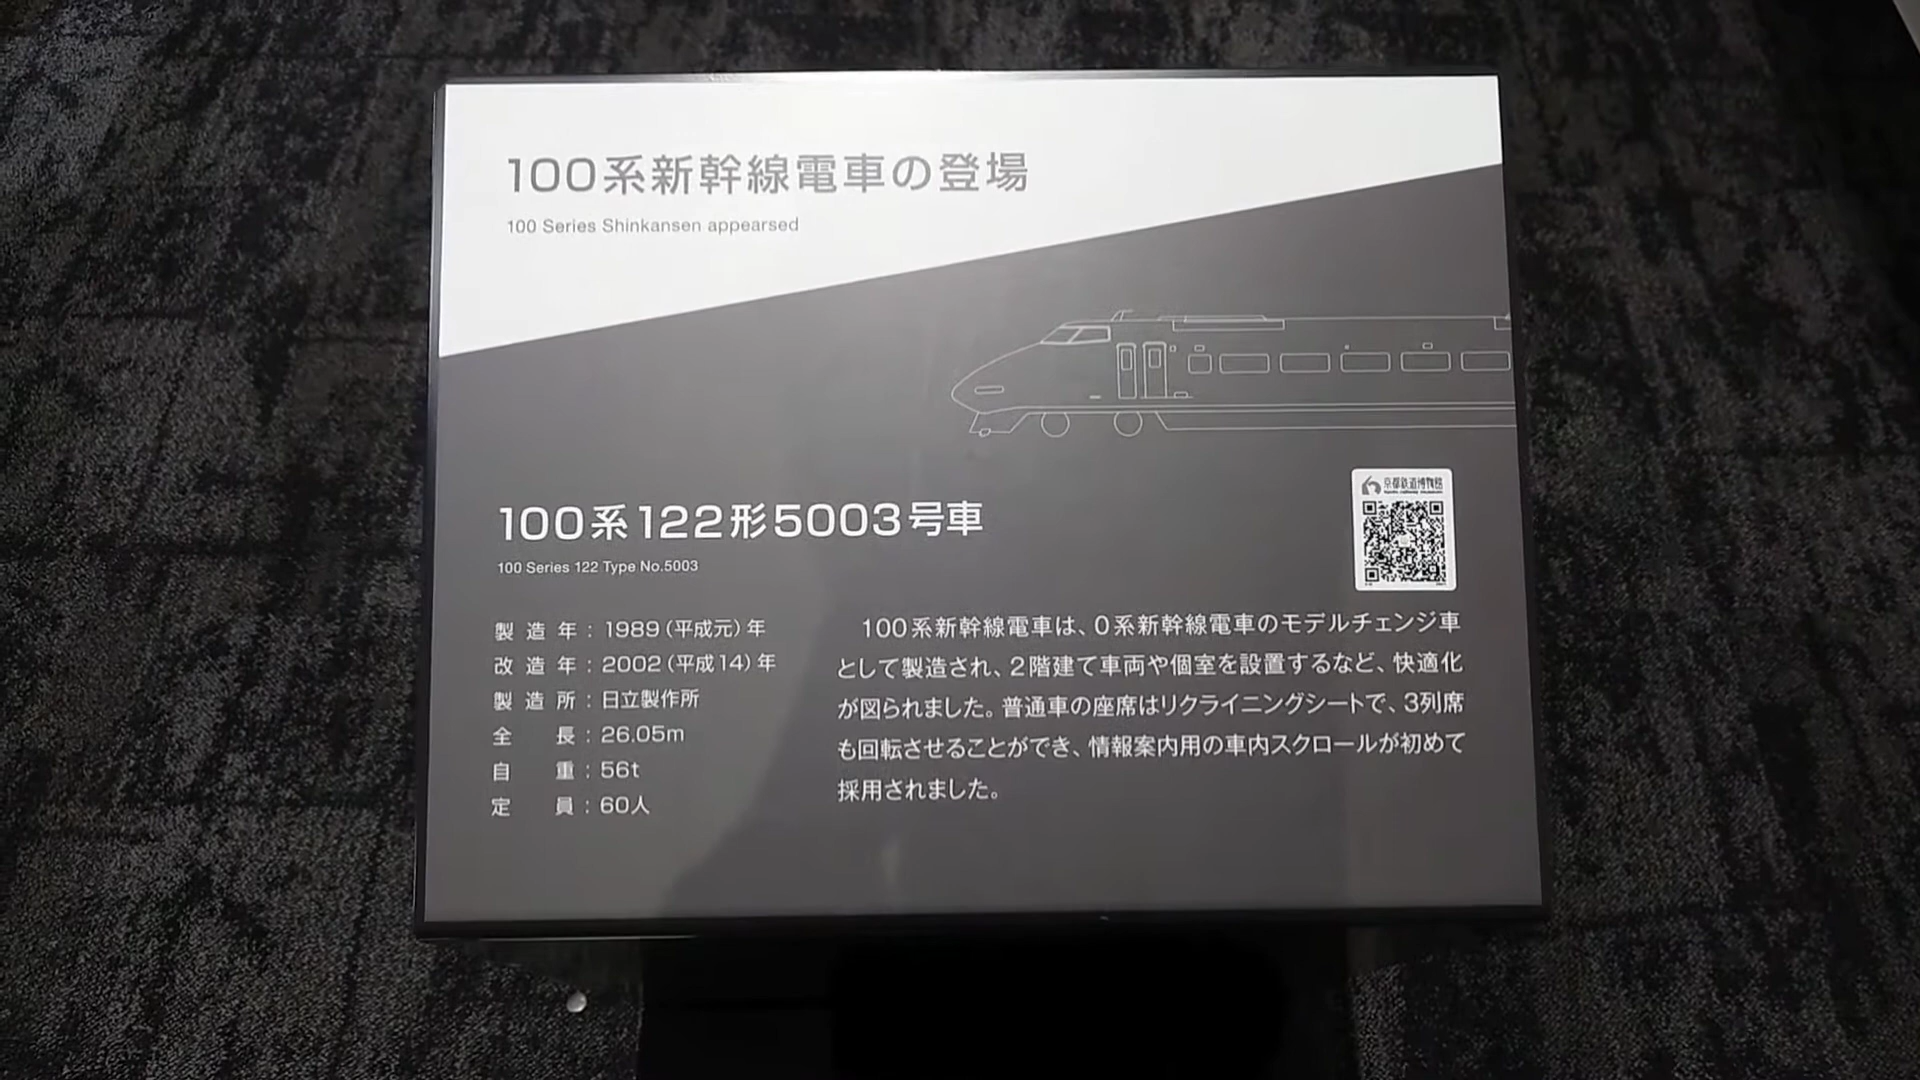 100系新幹線電車の登場
100 Series Shinkansen appearsed
京都鉄道博物館
100系122形5003号車
100 Series 122 Type No.5003
製造年：1989（平成元）年
改造年：2002（平成14）年
製造所：日立製作所
全長：26.05m
自重：56t
定員：60人
100系新幹線電車は、0系新幹線電車のモデルチェンジ車
として製造され、2階建て車両や個室を設置するなど、快適化
が図られました。普通車の座席はリクライニングシートで、3列席
も回転させることができ、情報案内用の車内スクロールが初めて
採用されました。